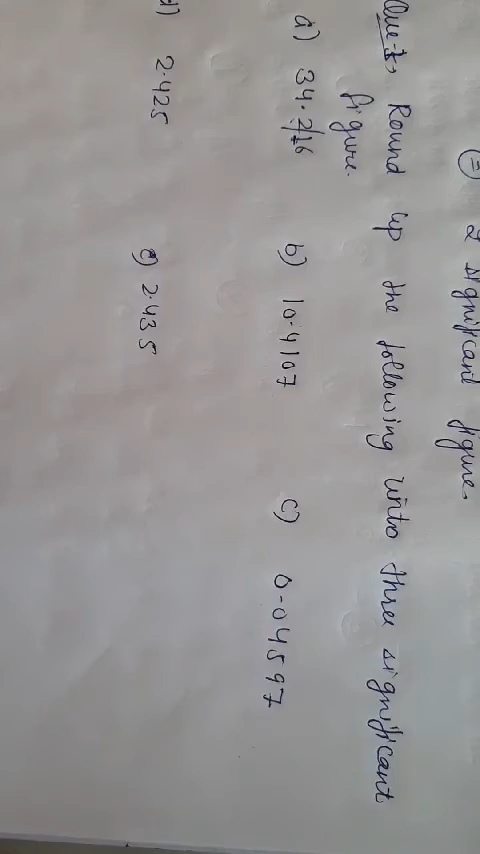 = 2 significant figure.
Que-5, Round up the following into three significant
figure.
a) 34.216 b) 10.4107 c) 0.04597
d) 2.425 e) 2.435